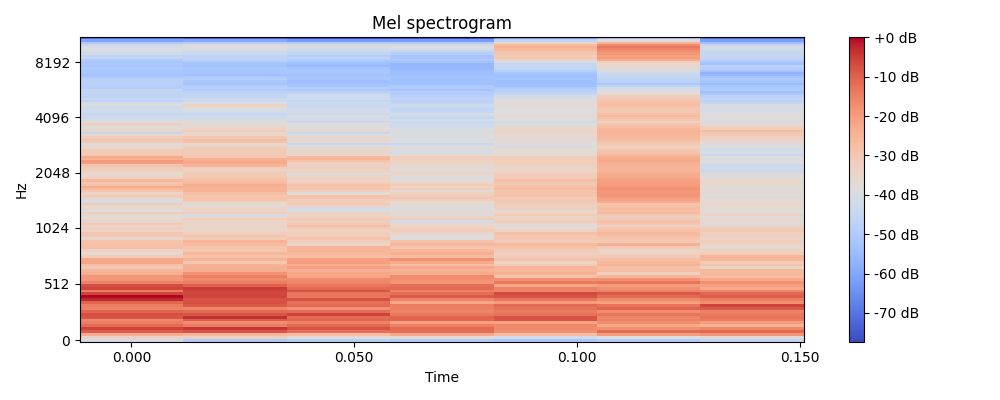 Mel spectrogram
Hz
8192
4096
2048
1024
512
0
0.000
0.050
0.100
0.150
Time
+0 dB
-10 dB
-20 dB
-30 dB
-40 dB
-50 dB
-60 dB
-70 dB